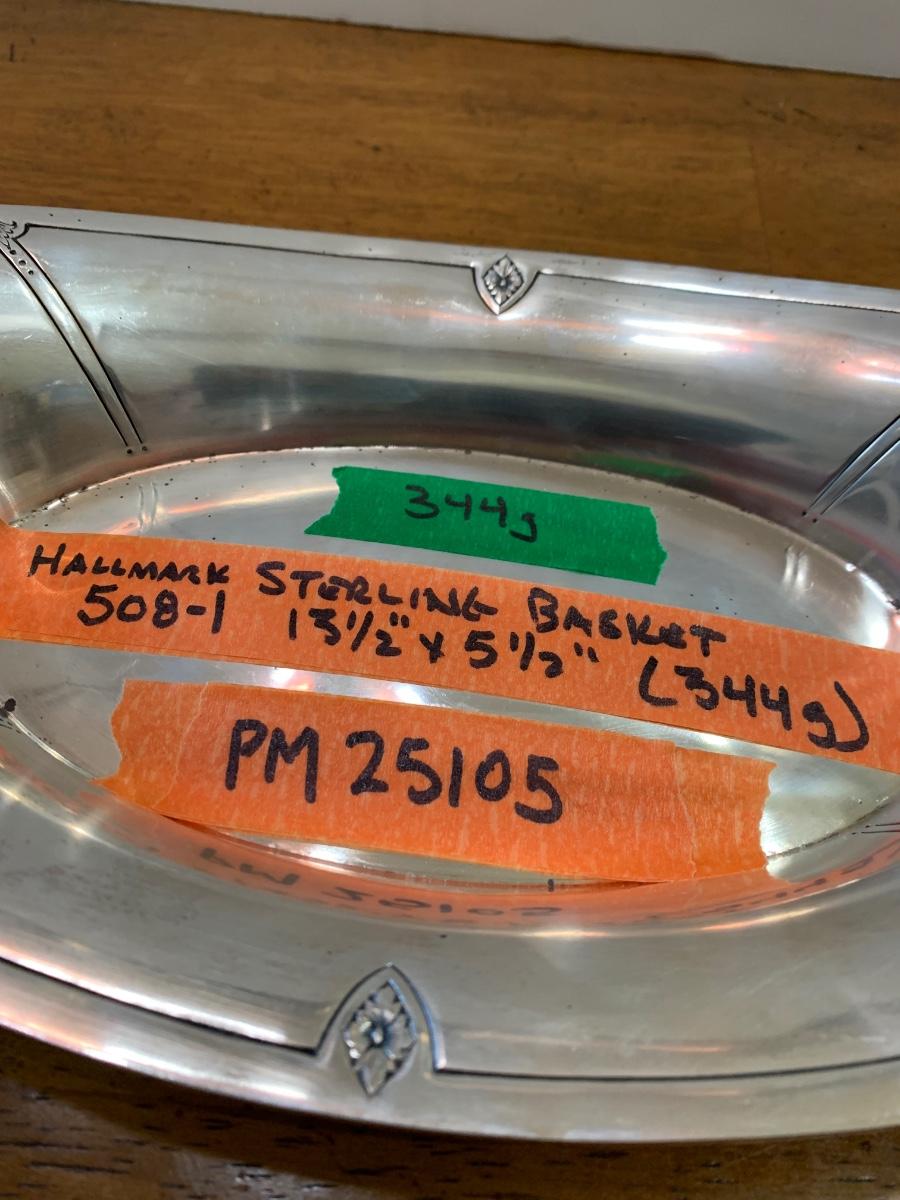 344g
HALLMARK STERLING BASKET
508-1 13½" x 5½" (344g)
PM 25105